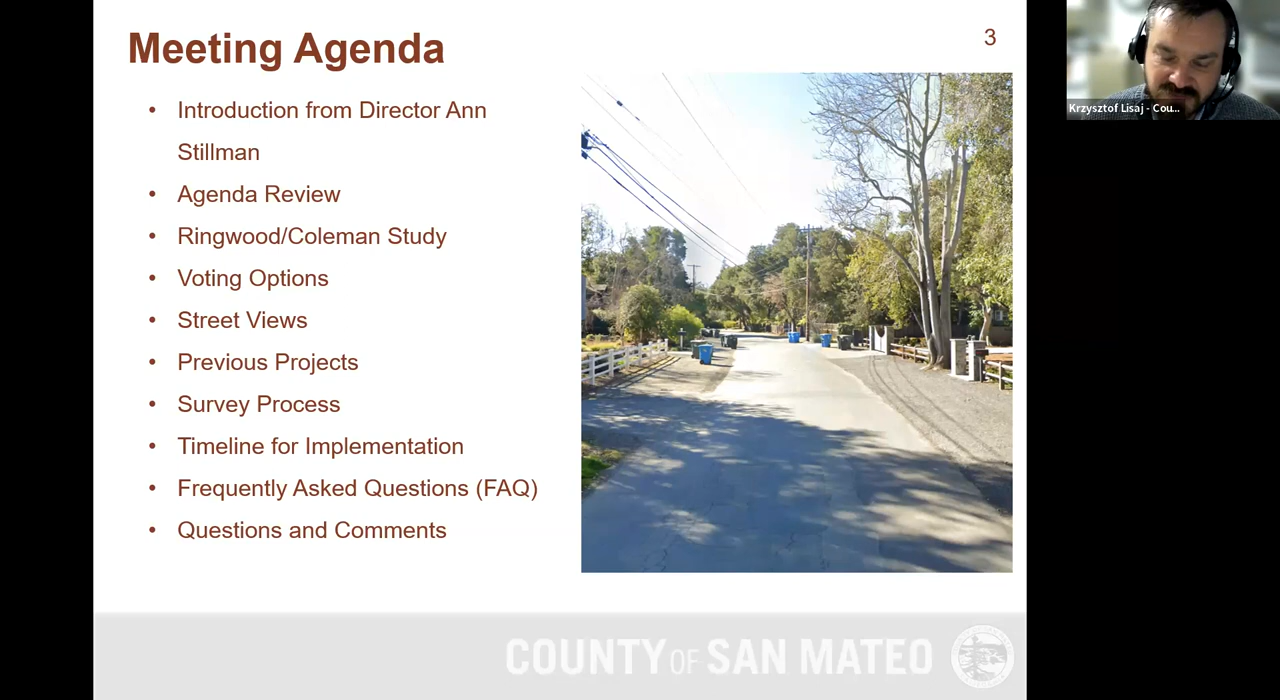 Meeting Agenda
3
• Introduction from Director Ann
Stillman
• Agenda Review
• Ringwood/Coleman Study
• Voting Options
• Street Views
• Previous Projects
• Survey Process
• Timeline for Implementation
• Frequently Asked Questions (FAQ)
• Questions and Comments
COUNTY OF SAN MATEO
Krzysztof Lisaj - Cou...